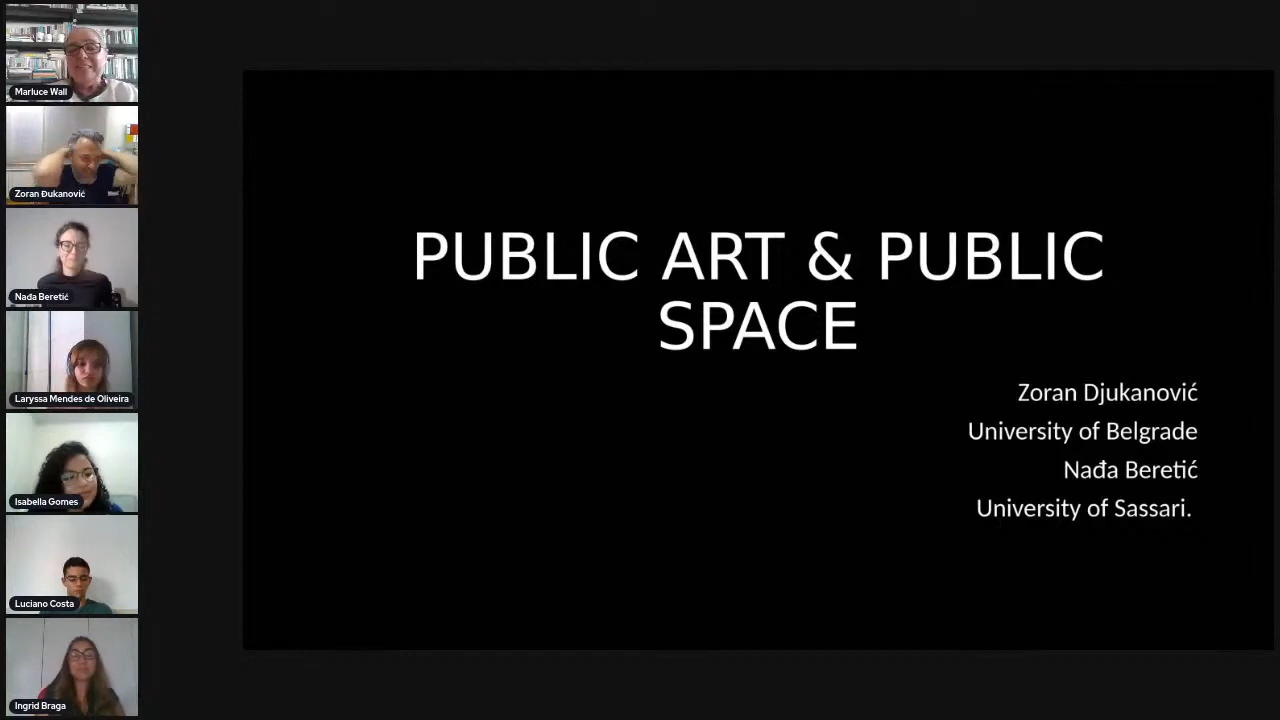 Marluce Wall
Zoran Đukanović
Nađa Beretić
Laryssa Mendes de Oliveira
Isabella Gomes
Luciano Costa
Ingrid Braga
PUBLIC ART & PUBLIC
SPACE
Zoran Djukanović
University of Belgrade
Nađa Beretić
University of Sassari.